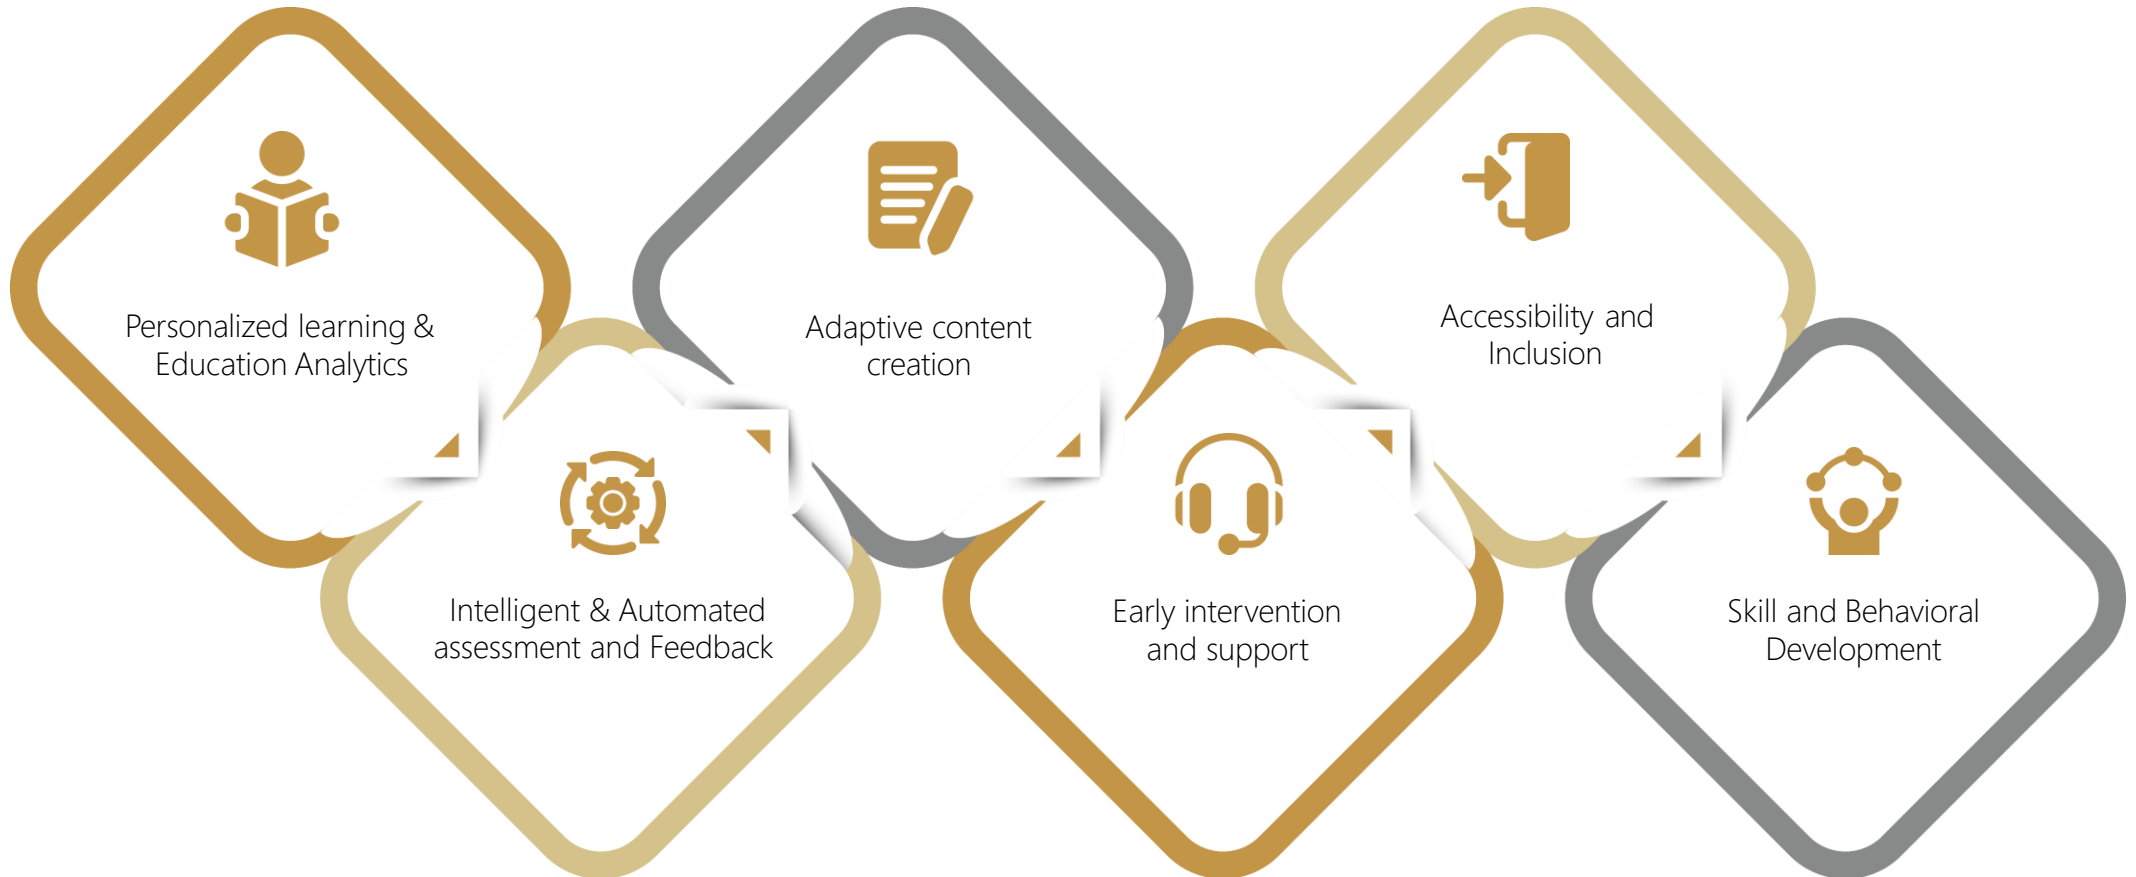 Personalized learning &
Education Analytics
Intelligent & Automated
assessment and Feedback
Adaptive content
creation
Early intervention
and support
Accessibility and
Inclusion
Skill and Behavioral
Development